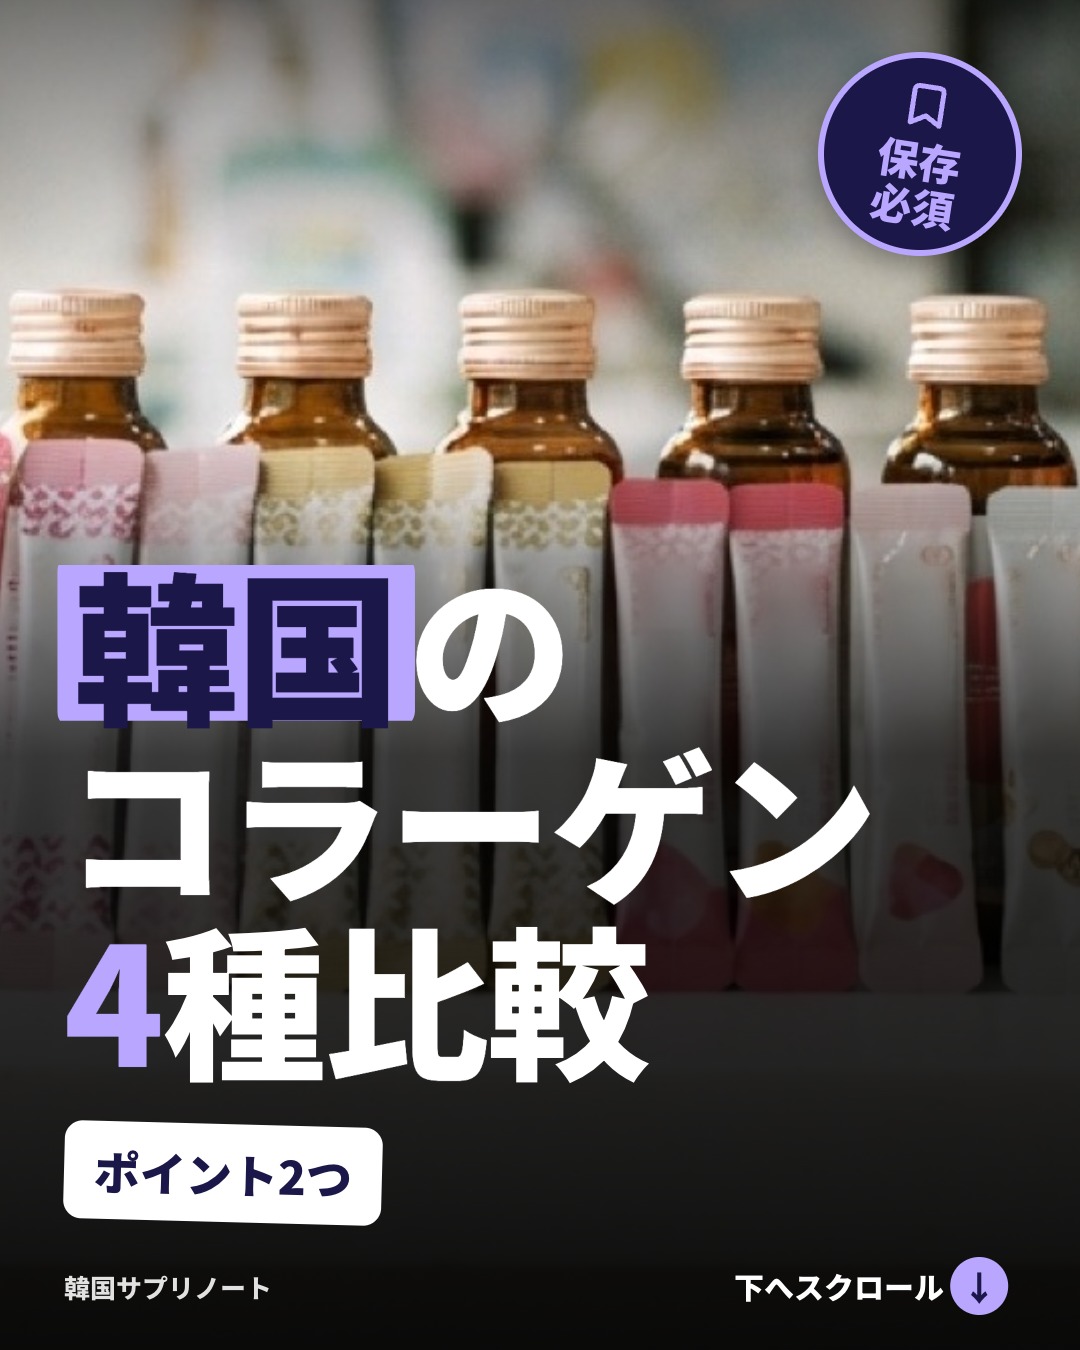 保存
必須
韓国の
コラーゲン
4種比較
ポイント2つ
韓国サプリノート
下へスクロール↓